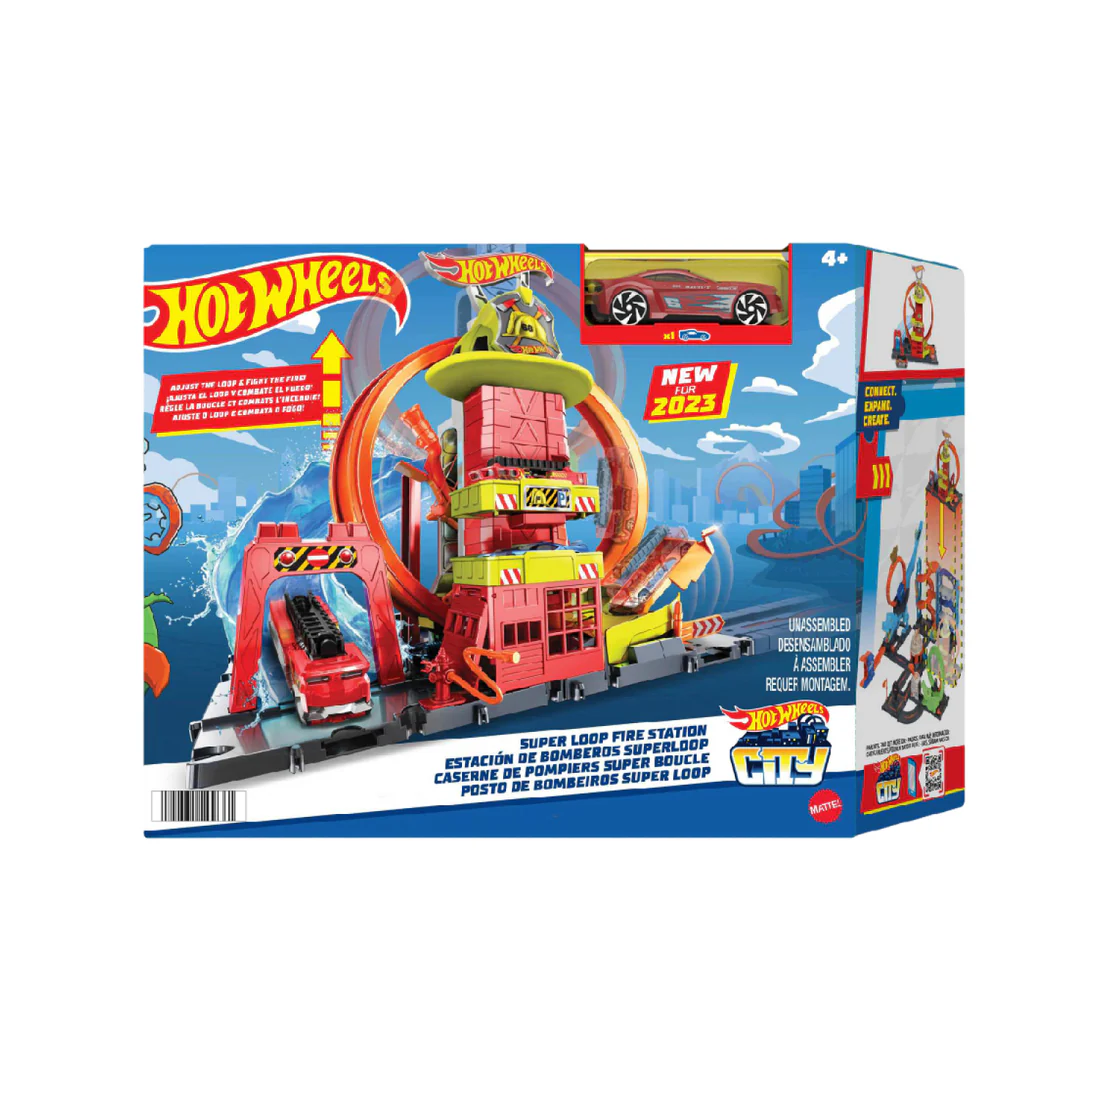 HOT WHEELS
HOT WHEELS
4+
x1
ADJUST THE LOOP & FIGHT THE FIRE!
¡AJUSTA EL LOOP Y COMBATE EL FUEGO!
RÈGLE LA BOUCLE ET COMBATS L'INCENDIE!
AJUSTE O LOOP E COMBATA O FOGO!
NEW
FOR
2023
UNASSEMBLED
DESENSAMBLADO
À ASSEMBLER
REQUER MONTAGEM.
SUPER LOOP FIRE STATION
ESTACIÓN DE BOMBEROS SUPERLOOP
CASERNE DE POMPIERS SUPER BOUCLE
POSTO DE BOMBEIROS SUPER LOOP
HOT WHEELS
CITY
MATTEL
CONNECT.
EXPAND.
CREATE.
CITY